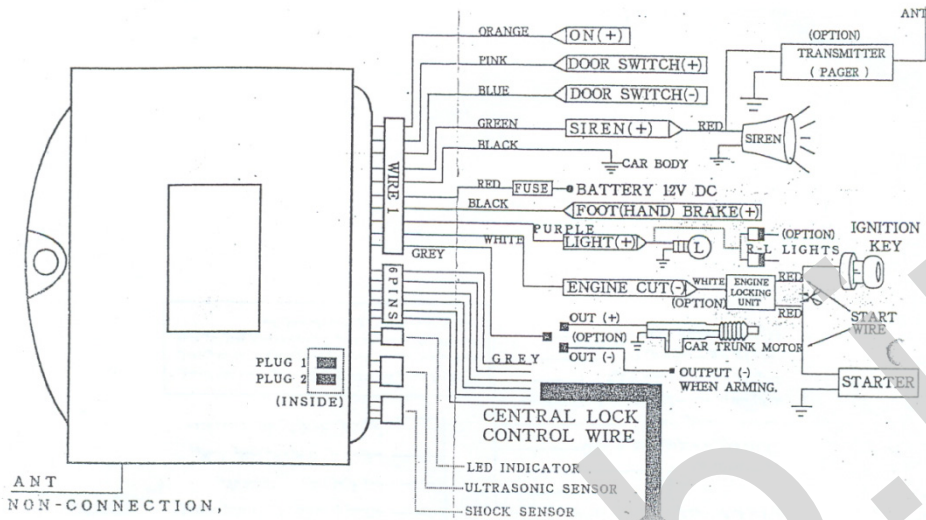 ANT
ORANGE
ON(+)
(OPTION)
TRANSMITTER
( PAGER )
PINK
DOOR SWITCH(+)
BLUE
DOOR SWITCH(-)
GREEN
SIREN(+)
RED
SIREN
BLACK
CAR BODY
WIRE 1
RED
FUSE
BATTERY 12V DC
BLACK
FOOT(HAND) BRAKE(+)
PURPLE
LIGHT(+)
L
(OPTION)
R-L LIGHTS
IGNITION
KEY
WHITE
GREY
ENGINE CUT(-)
(OPTION)
WHITE
ENGINE
LOCKING
UNIT
RED
RED
START
WIRE
6 PINS
OUT (+)
(OPTION)
OUT (-)
CAR TRUNK MOTOR
GREY
OUTPUT (-)
WHEN ARMING.
STARTER
PLUG 1
PLUG 2
(INSIDE)
CENTRAL LOCK
CONTROL WIRE
LED INDICATOR
ULTRASONIC SENSOR
SHOCK SENSOR
ANT
NON-CONNECTION,